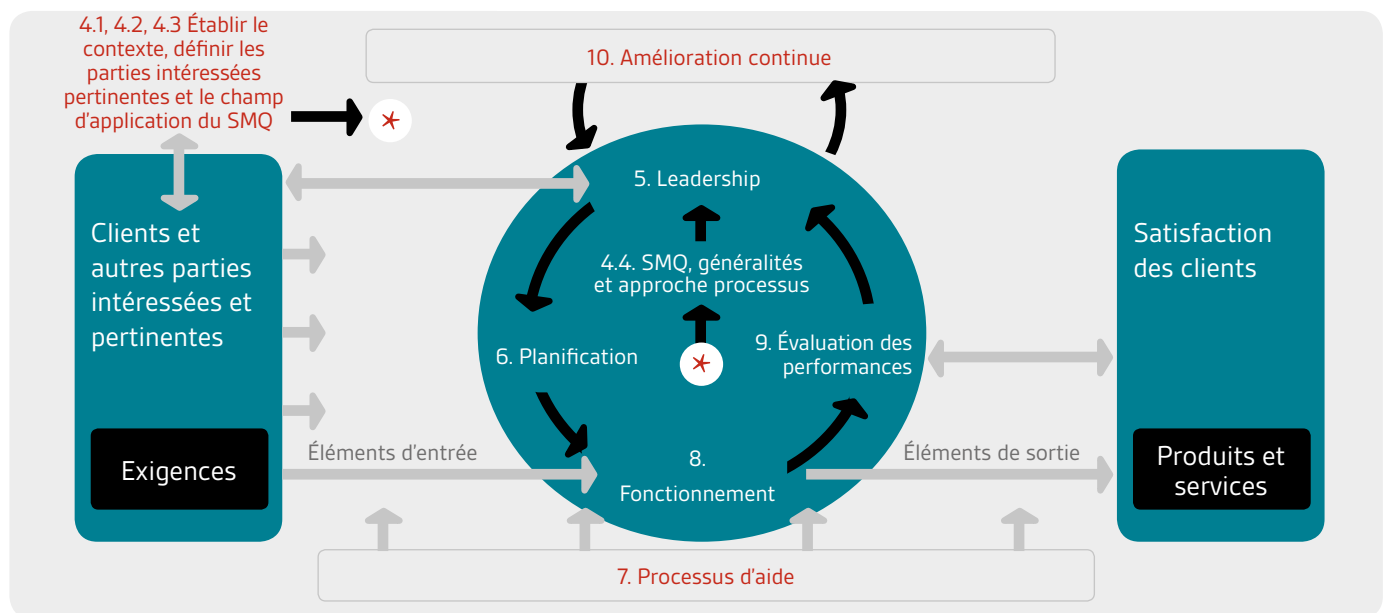 4.1, 4.2, 4.3 Établir le
contexte, définir les
parties intéressées
pertinentes et le champ
d'application du SMQ
10. Amélioration continue
5. Leadership
4.4. SMQ, généralités
et approche processus
6. Planification
9. Évaluation des
performances
8.
Fonctionnement
Clients et
autres parties
intéressées et
pertinentes
Exigences
Éléments d'entrée
Éléments de sortie
Satisfaction
des clients
Produits et
services
7. Processus d'aide